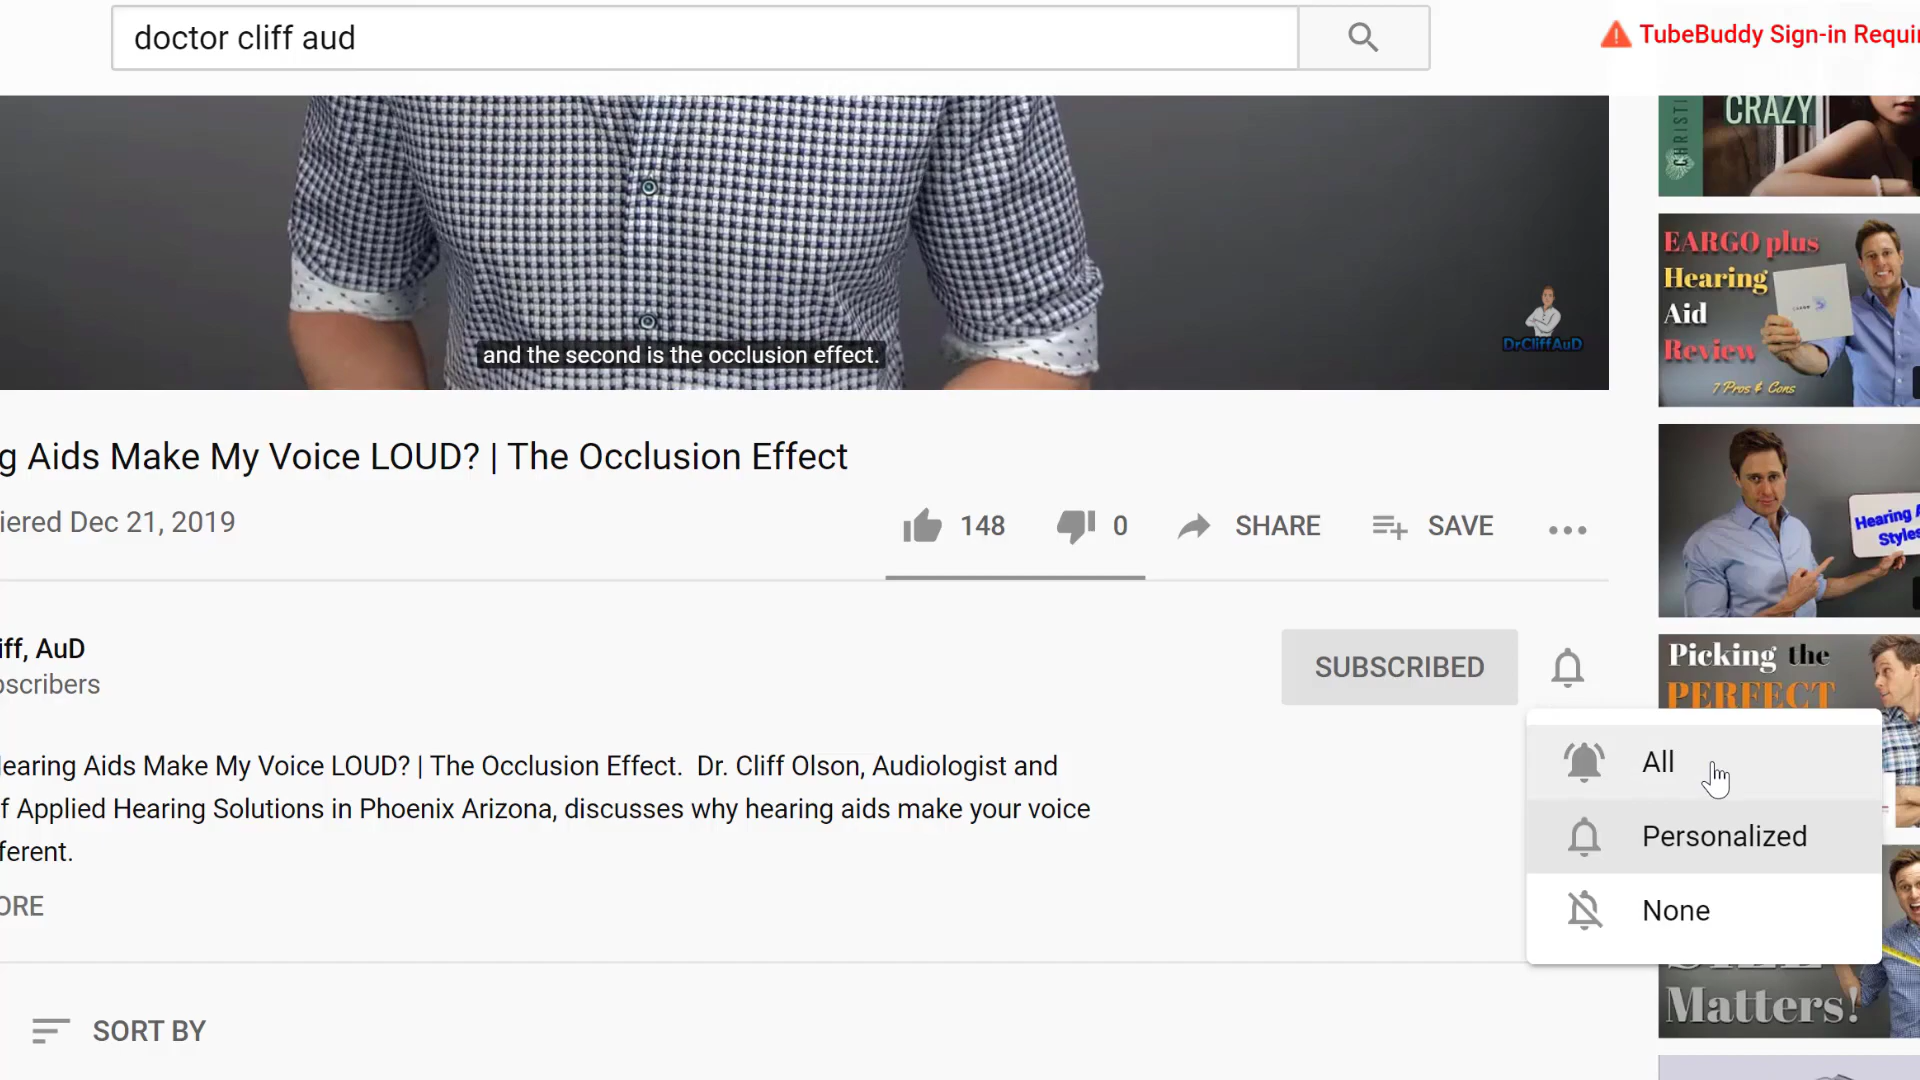 doctor cliff aud
TubeBuddy Sign-in
CHRISTI
CRAZY
EARGO plus
Hearing
Aid
Review
7 Pros & Cons
and the second is the occlusion effect.
DrCliffAuD
g Aids Make My Voice LOUD? | The Occlusion Effect
iered Dec 21, 2019
148
0
SHARE
SAVE
Hearing
Styles
iff, AuD
scribers
SUBSCRIBED
Picking the
PERFECT
All
Personalized
None
earing Aids Make My Voice LOUD? | The Occlusion Effect. Dr. Cliff Olson, Audiologist and
f Applied Hearing Solutions in Phoenix Arizona, discusses why hearing aids make your voice
ferent.
ORE
Matters!
SORT BY